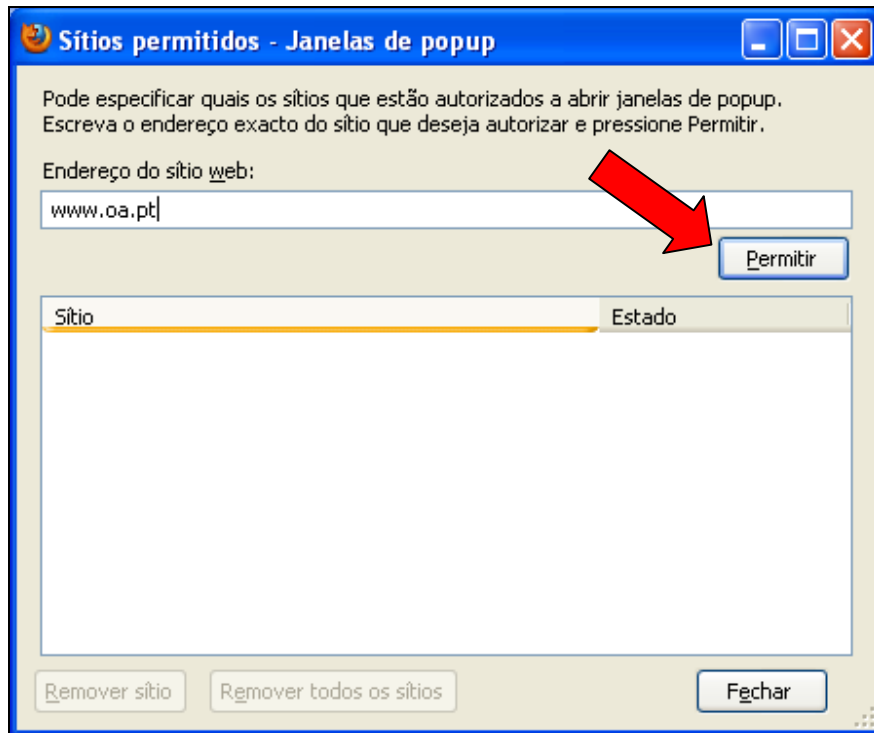 Sítios permitidos - Janelas de popup
Pode especificar quais os sítios que estão autorizados a abrir janelas de popup.
Escreva o endereço exacto do sítio que deseja autorizar e pressione Permitir.
Endereço do sítio web:
www.oa.pt
Permitir
Sítio Estado
Remover sítio Remover todos os sítios Fechar